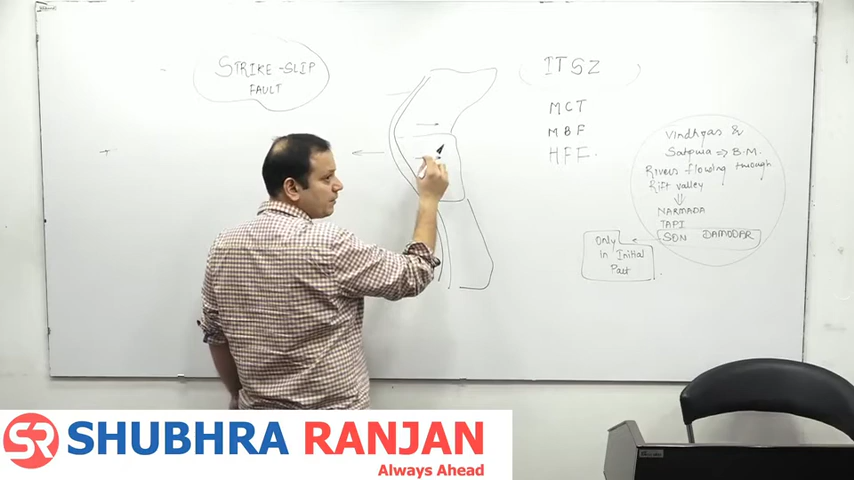 STRIKE-SLIP
FAULT
ITSZ
MCT
MBF
HFF
Vindhyas &
Satpura => B.M.
Rivers flowing through
Rift valley
NARMADA
TAPI
SON DAMODAR
Only
In Initial
Part
SR SHUBHRA RANJAN
Always Ahead